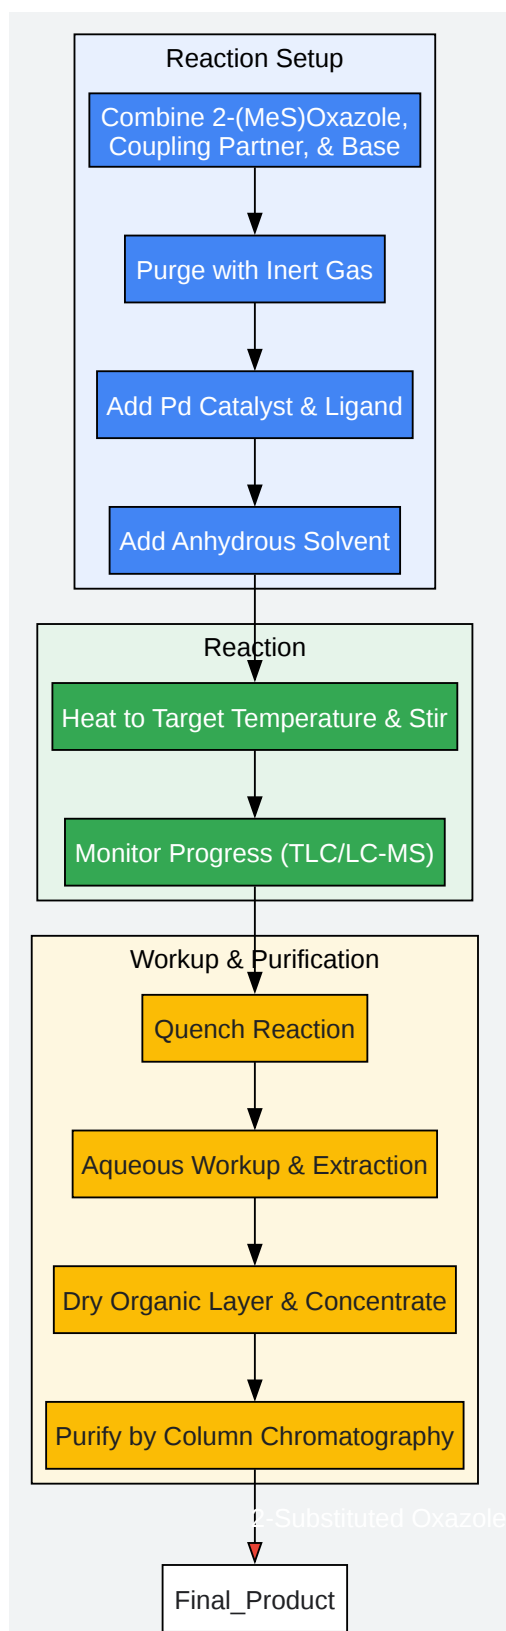 Reaction Setup
Combine 2-(MeS)Oxazole,
Coupling Partner, & Base
Purge with Inert Gas
Add Pd Catalyst & Ligand
Add Anhydrous Solvent
Reaction
Heat to Target Temperature & Stir
Monitor Progress (TLC/LC-MS)
Workup & Purification
Quench Reaction
Aqueous Workup & Extraction
Dry Organic Layer & Concentrate
Purify by Column Chromatography
2-Substituted Oxazole
Final_Product